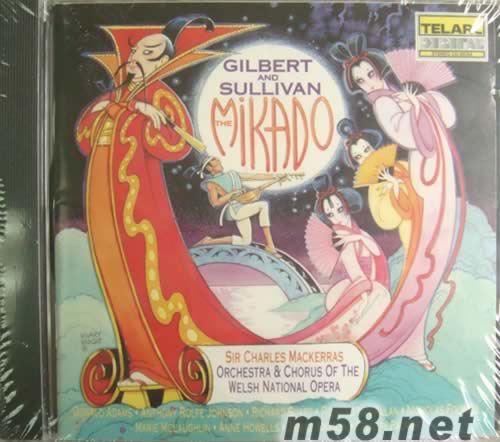 TELARC
DIGITAL
GILBERT
AND
SULLIVAN
THE
MIKADO
SIR CHARLES MACKERRAS
ORCHESTRA & CHORUS OF THE
WELSH NATIONAL OPERA
DONALD ADAMS • ANTHONY ROLFE JOHNSON • RICHARD
MARIE MCLAUGHLIN • ANNE HOWELLS
m58.net